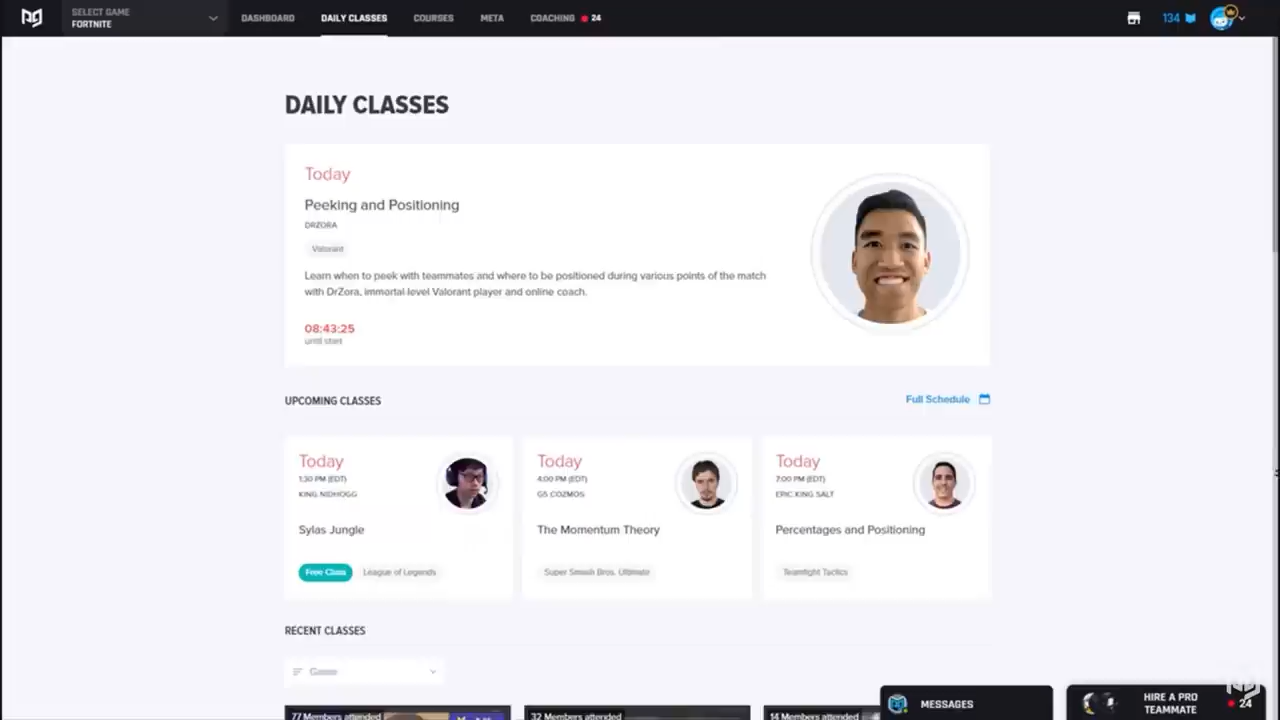 SELECT GAME
FORTNITE
DASHBOARD
DAILY CLASSES
COURSES
META
COACHING 24
134
DAILY CLASSES
Today
Peeking and Positioning
DRZORA
Valorant
Learn when to peek with teammates and where to be positioned during various points of the match
with DrZora, immortal-level Valorant player and online coach.
08:43:25
until start
UPCOMING CLASSES
Full Schedule
Today
1:30 PM (EDT)
KING NIDHOGG
Sylas Jungle
Free Class
League of Legends
Today
4:00 PM (EDT)
G5 COZMOS
The Momentum Theory
Super Smash Bros. Ultimate
Today
7:00 PM (EDT)
ERIC KING SALT
Percentages and Positioning
Teamfight Tactics
RECENT CLASSES
Game
77 Members attended
32 Members attended
14 Members attended
MESSAGES
HIRE A PRO
TEAMMATE
24